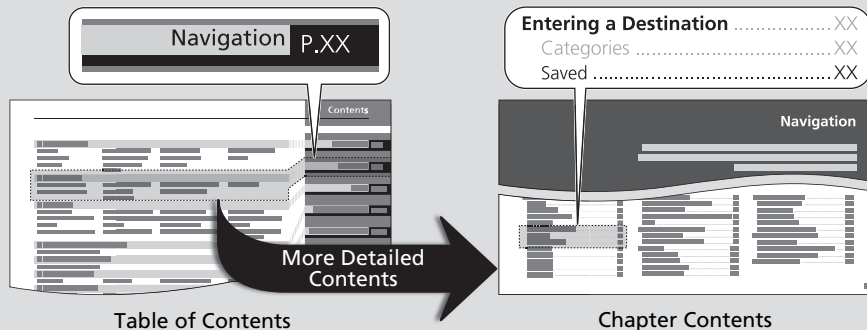 Navigation P.XX
Entering a Destination ................ XX
Categories ................................ XX
Saved ........................................ XX
Contents
Navigation
More Detailed
Contents
Table of Contents
Chapter Contents